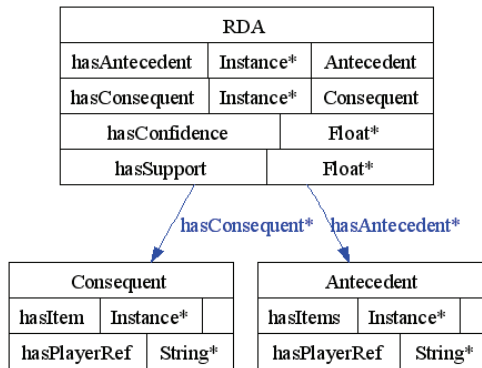 RDA
hasAntecedent Instance* Antecedent
hasConsequent Instance* Consequent
hasConfidence Float*
hasSupport Float*
hasConsequent* hasAntecedent*
Consequent Antecedent
hasItem Instance* hasItems Instance*
hasPlayerRef String* hasPlayerRef String*